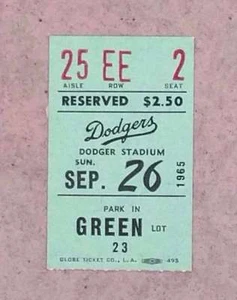 25 EE 2
AISLE ROW SEAT
RESERVED $2.50
Dodgers
DODGER STADIUM
SUN.
SEP. 26 1965
PARK IN
GREEN LOT
23
GLOBE TICKET CO., L.A. 495